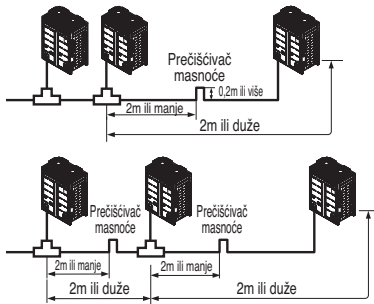 Prečišćivač
masnoće
0,2m ili više
2m ili manje
2m ili duže
Prečišćivač
masnoće
Prečišćivač
masnoće
2m ili manje
2m ili manje
2m ili duže
2m ili duže